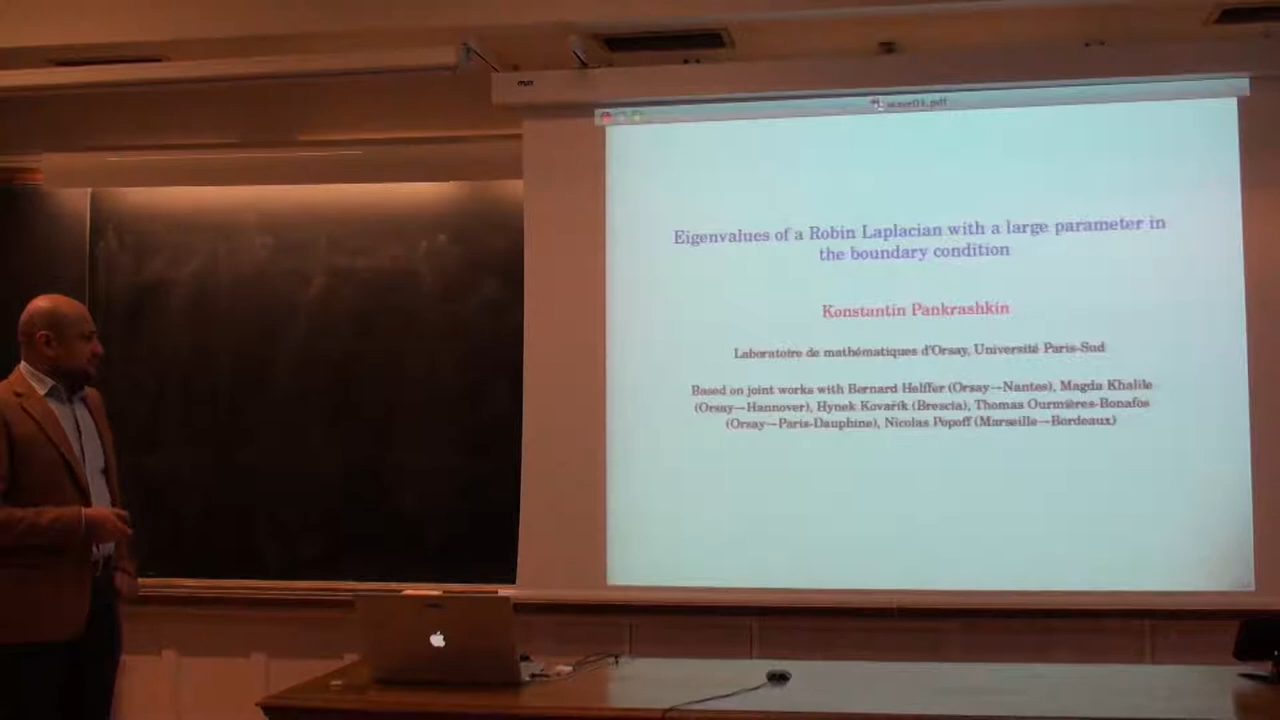 wave01.pdf
Eigenvalues of a Robin Laplacian with a large parameter in
the boundary condition
Konstantin Pankrashkin
Laboratoire de mathématiques d'Orsay, Université Paris-Sud
Based on joint works with Bernard Helffer (Orsay→Nantes), Magda Khalile
(Orsay→Hannover), Hynek Kovařík (Brescia), Thomas Ourmières-Bonafos
(Orsay→Paris-Dauphine), Nicolas Popoff (Marseille→Bordeaux)